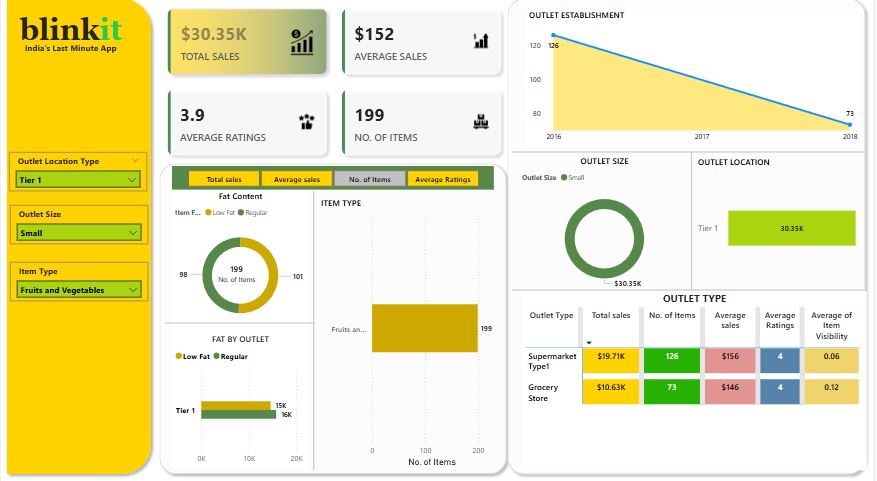 blinkit
India's Last Minute App
Outlet Location Type
Tier 1
Outlet Size
Small
Item Type
Fruits and Vegetables
$30.35K
TOTAL SALES
$152
AVERAGE SALES
3.9
AVERAGE RATINGS
199
NO. OF ITEMS
Total sales
Average sales
No. of Items
Average Ratings
Fat Content
Item F... Low Fat Regular
98
199
No. of Items
101
FAT BY OUTLET
Low Fat Regular
Tier 1
15K
16K
0K 10K 20K
ITEM TYPE
Fruits an...
199
0 100 200
No. of Items
OUTLET ESTABLISHMENT
120
100
80
126
73
2016 2017 2018
OUTLET SIZE
Outlet Size Small
$30.35K
OUTLET LOCATION
Tier 1
30.35K
OUTLET TYPE
Outlet Type Total sales No. of Items Average sales Average Ratings Average of Item Visibility
Supermarket Type1 $19.71K 126 $156 4 0.06
Grocery Store $10.63K 73 $146 4 0.12